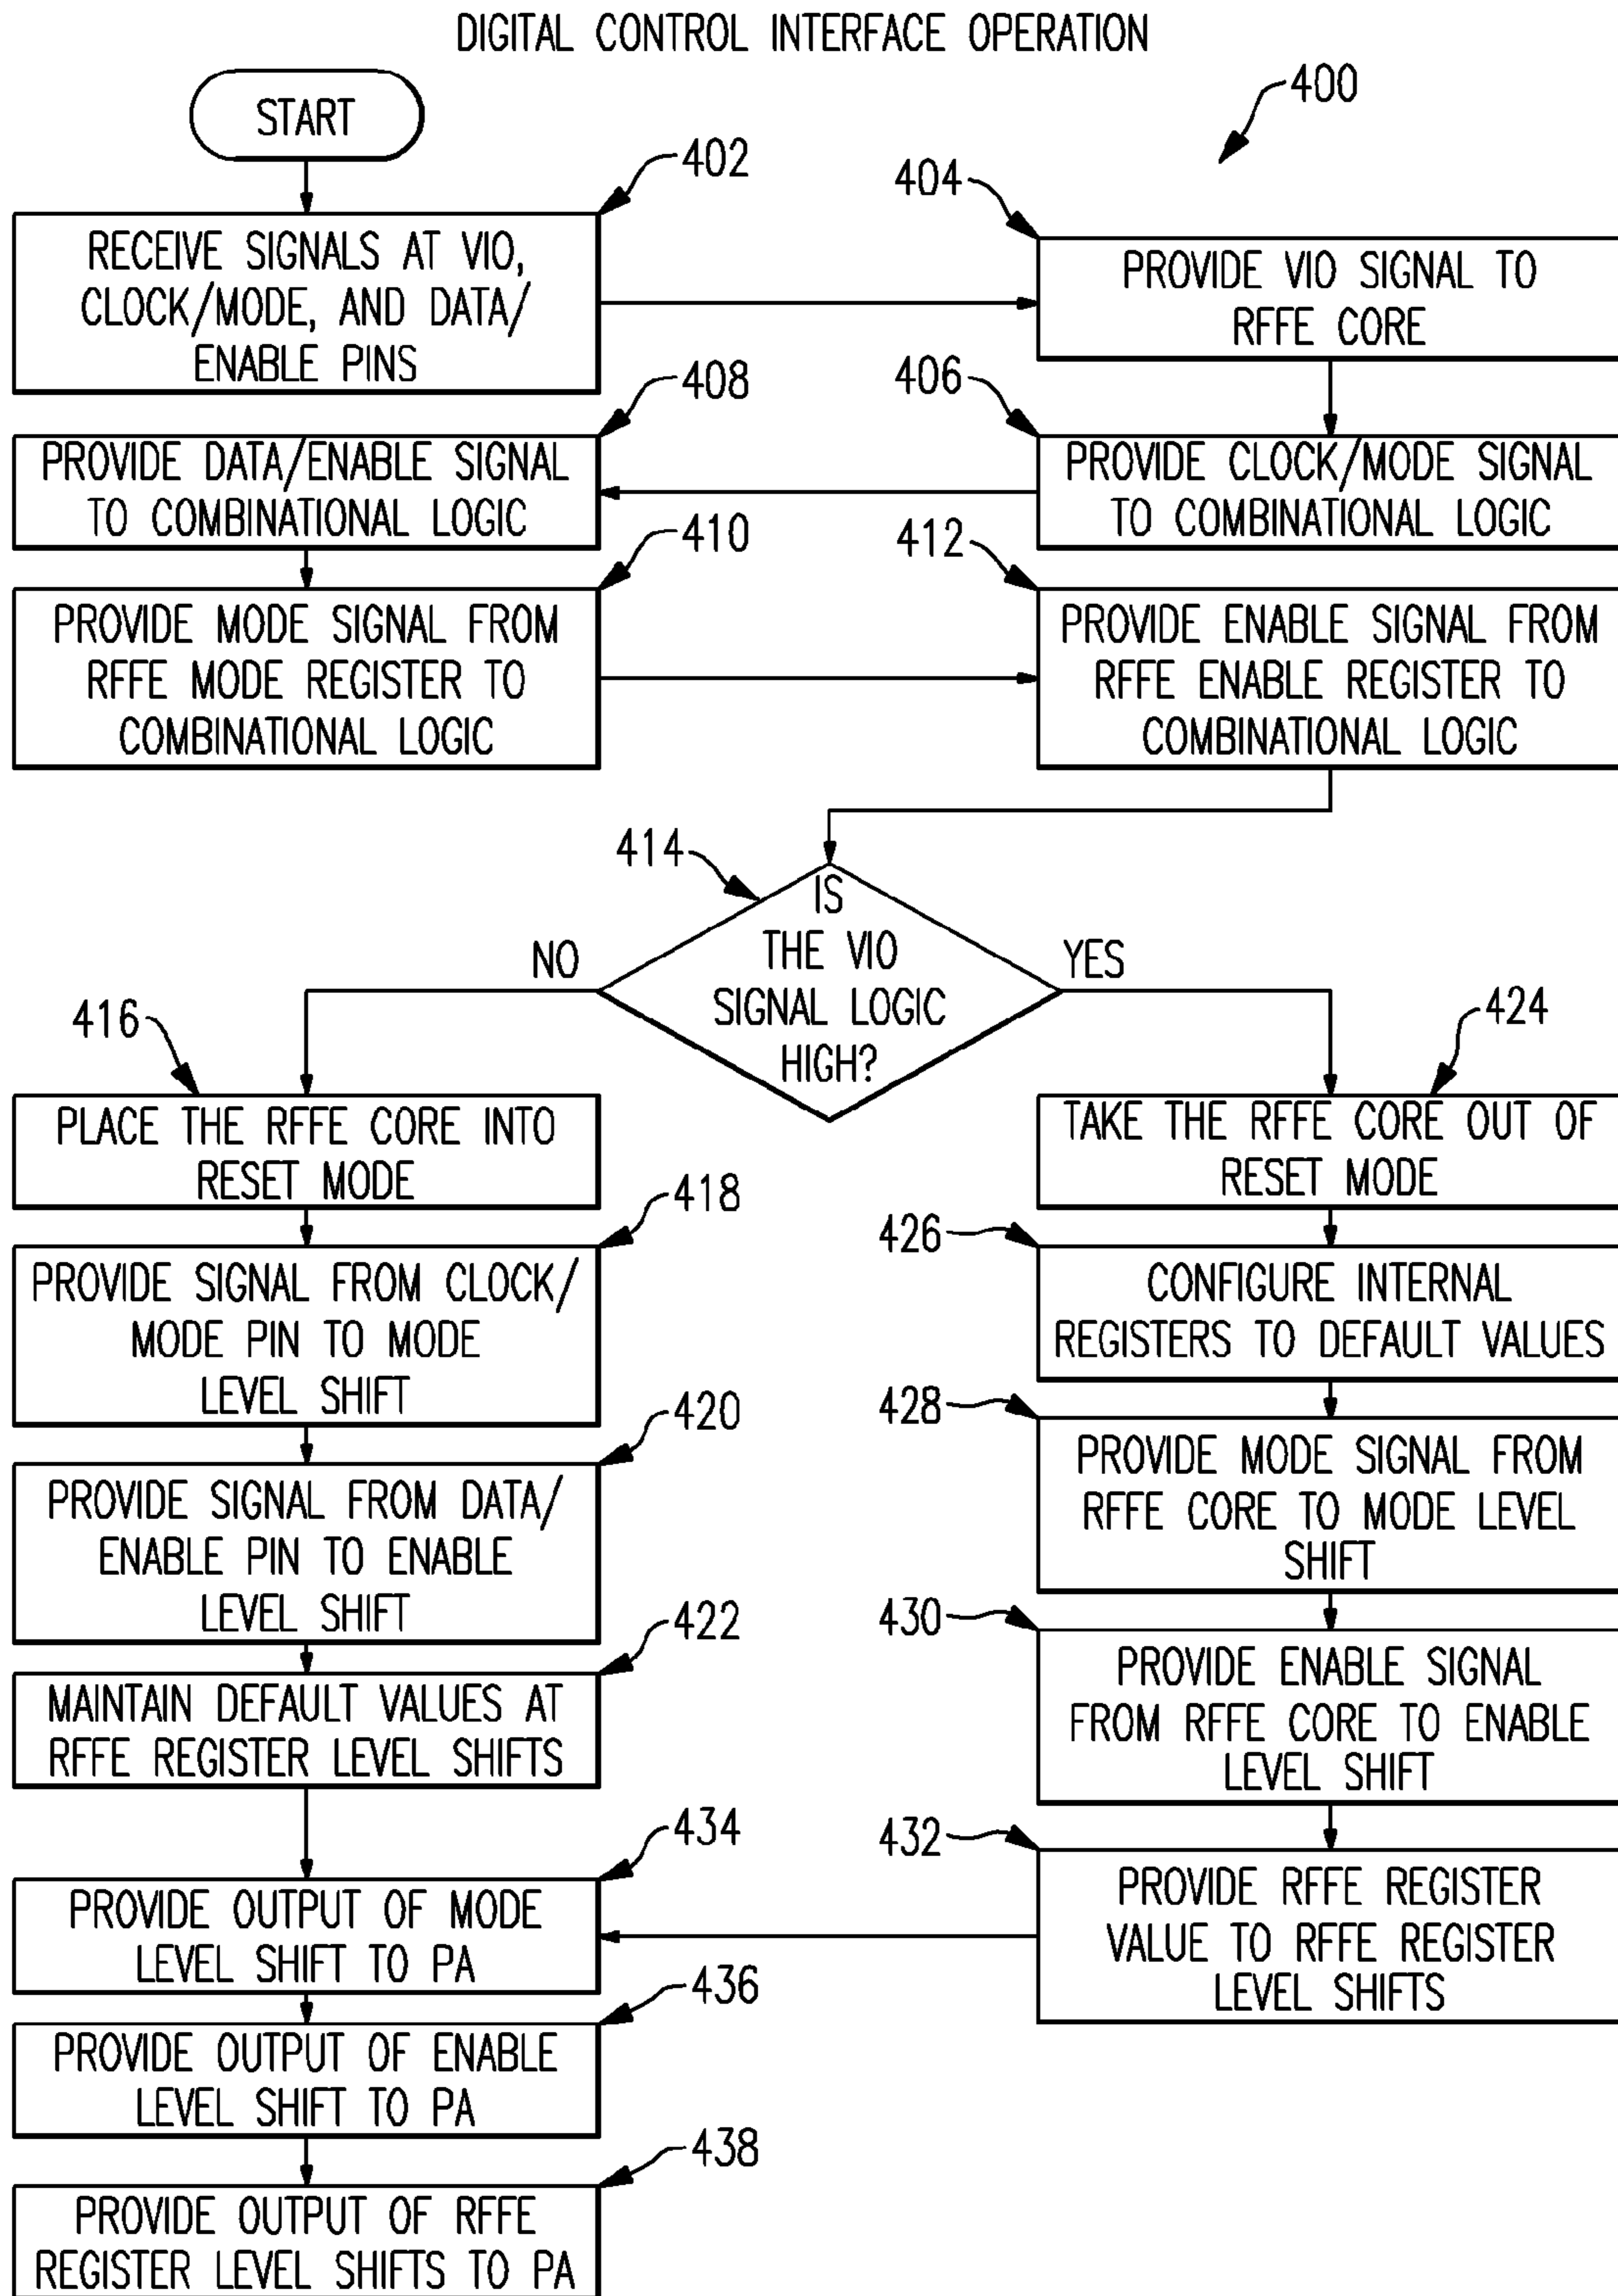 DIGITAL CONTROL INTERFACE OPERATION
400
START
402
RECEIVE SIGNALS AT VIO,
CLOCK/MODE, AND DATA/
ENABLE PINS
404
PROVIDE VIO SIGNAL TO
RFFE CORE
406
PROVIDE CLOCK/MODE SIGNAL
TO COMBINATIONAL LOGIC
408
PROVIDE DATA/ENABLE SIGNAL
TO COMBINATIONAL LOGIC
410
PROVIDE MODE SIGNAL FROM
RFFE MODE REGISTER TO
COMBINATIONAL LOGIC
412
PROVIDE ENABLE SIGNAL FROM
RFFE ENABLE REGISTER TO
COMBINATIONAL LOGIC
414
IS
THE VIO
SIGNAL LOGIC
HIGH?
NO
YES
416
PLACE THE RFFE CORE INTO
RESET MODE
418
PROVIDE SIGNAL FROM CLOCK/
MODE PIN TO MODE
LEVEL SHIFT
420
PROVIDE SIGNAL FROM DATA/
ENABLE PIN TO ENABLE
LEVEL SHIFT
422
MAINTAIN DEFAULT VALUES AT
RFFE REGISTER LEVEL SHIFTS
424
TAKE THE RFFE CORE OUT OF
RESET MODE
426
CONFIGURE INTERNAL
REGISTERS TO DEFAULT VALUES
428
PROVIDE MODE SIGNAL FROM
RFFE CORE TO MODE LEVEL
SHIFT
430
PROVIDE ENABLE SIGNAL
FROM RFFE CORE TO ENABLE
LEVEL SHIFT
432
PROVIDE RFFE REGISTER
VALUE TO RFFE REGISTER
LEVEL SHIFTS
434
PROVIDE OUTPUT OF MODE
LEVEL SHIFT TO PA
436
PROVIDE OUTPUT OF ENABLE
LEVEL SHIFT TO PA
438
PROVIDE OUTPUT OF RFFE
REGISTER LEVEL SHIFTS TO PA